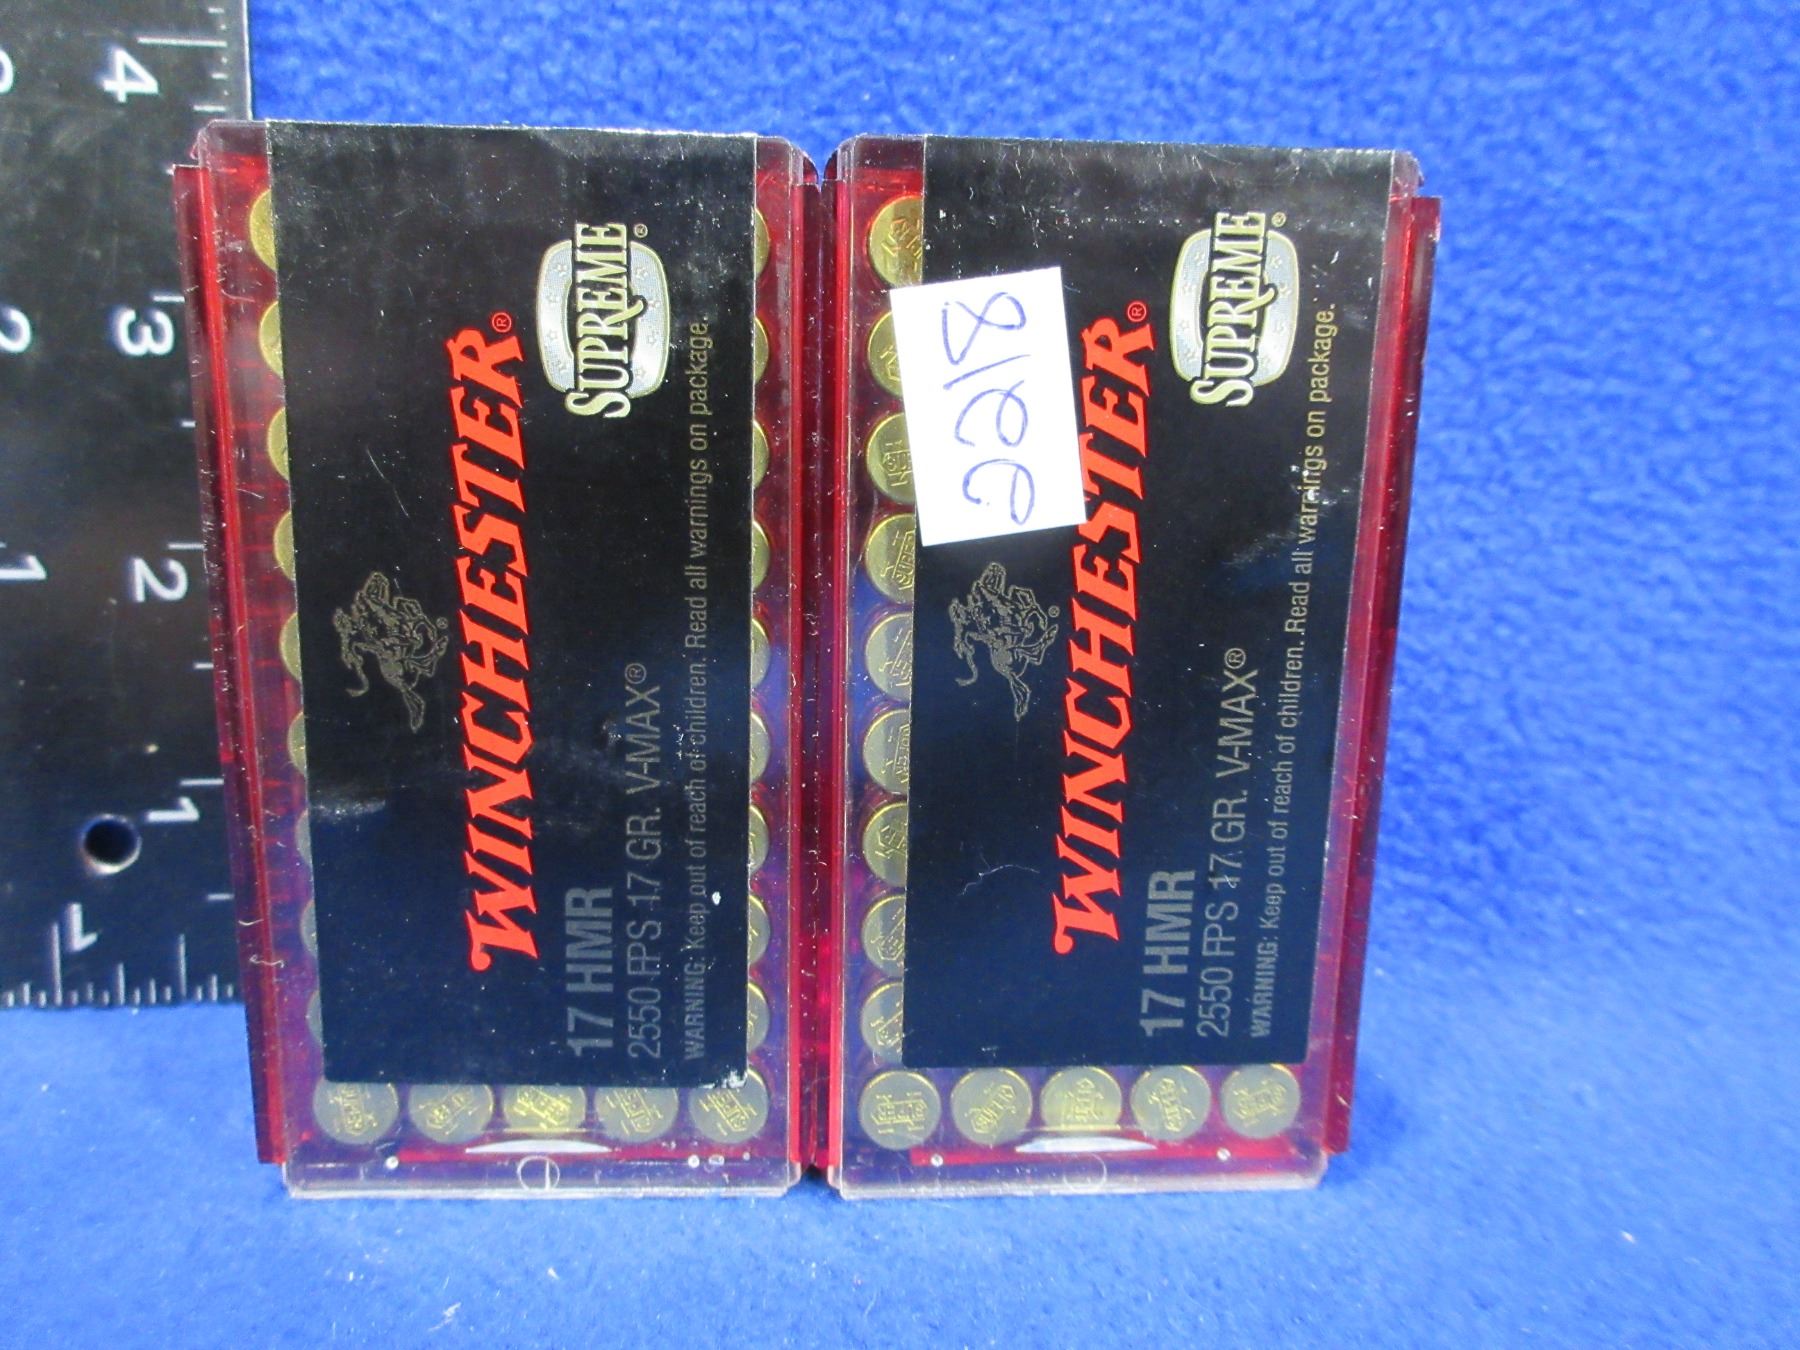 WINCHESTER®
SUPREME®
17 HMR
2550 FPS 17 GR. V-MAX®
WARNING: Keep out of reach of children. Read all warnings on package.
WINCHESTER®
SUPREME®
17 HMR
2550 FPS 17 GR. V-MAX®
WARNING: Keep out of reach of children. Read all warnings on package.
4
3
2
1
2
1